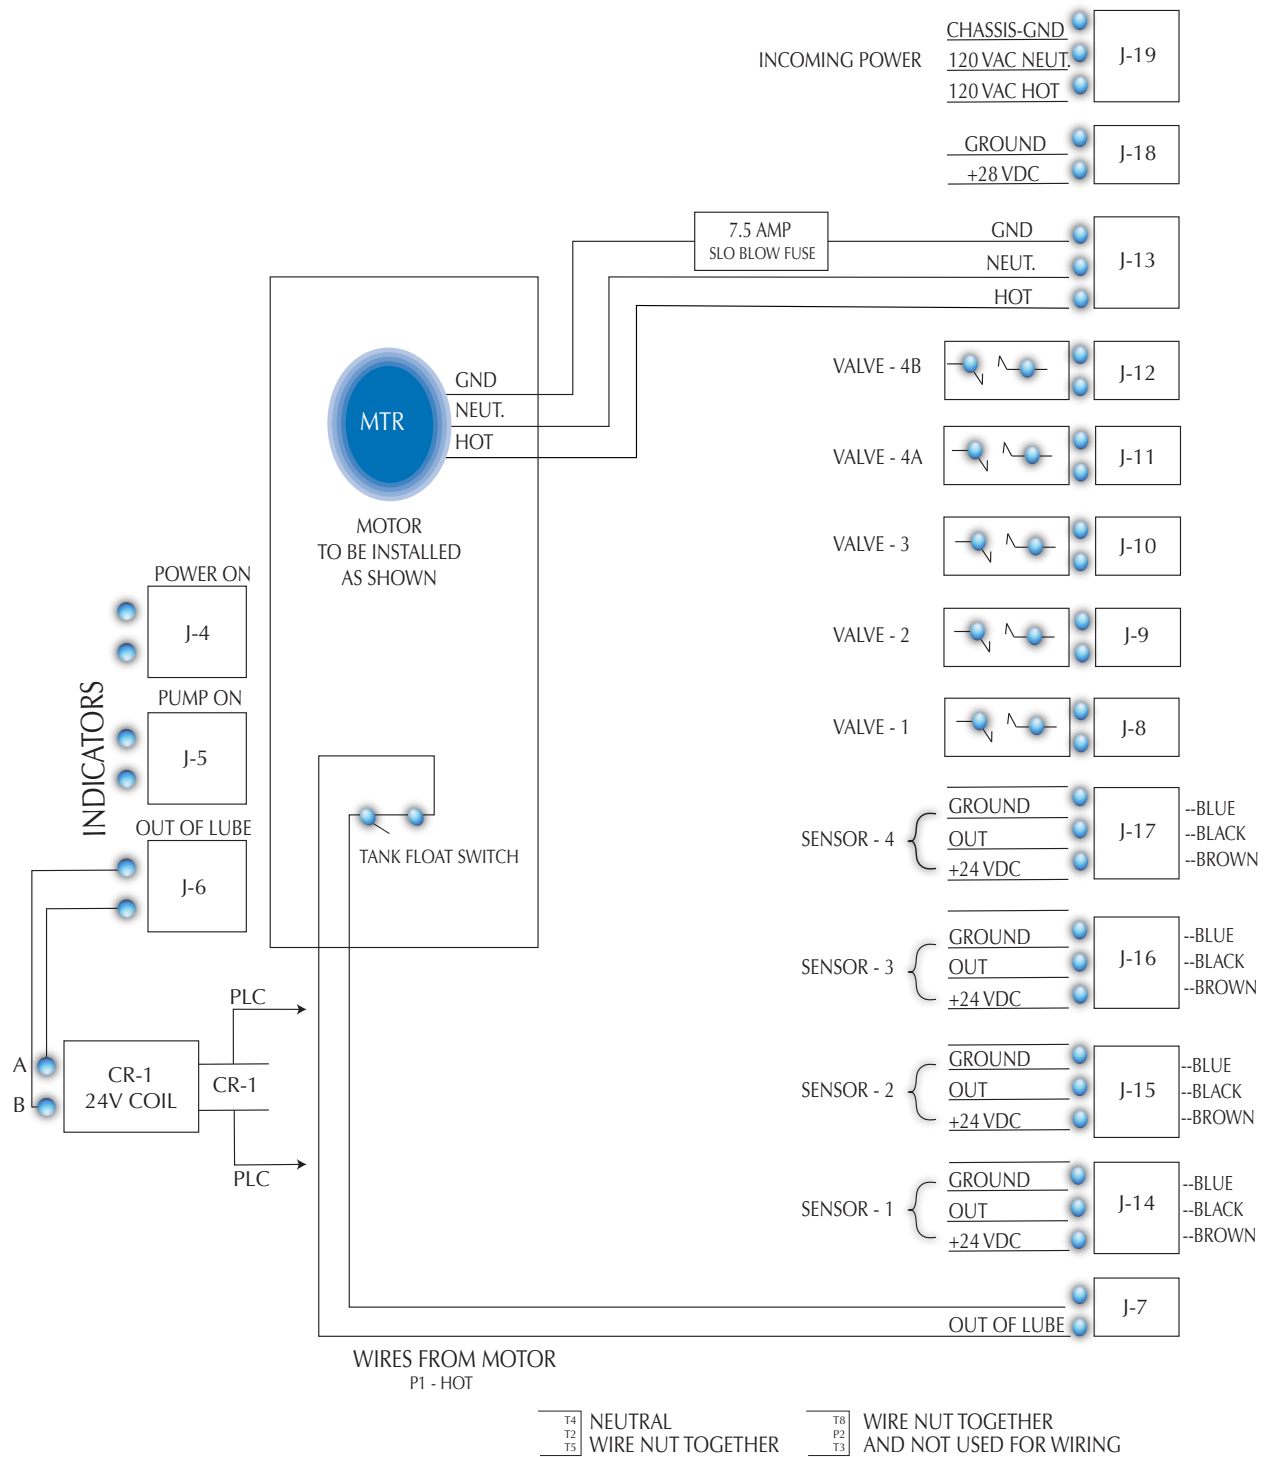 INCOMING POWER
CHASSIS-GND
120 VAC NEUT.
120 VAC HOT
J-19
GROUND
+28 VDC
J-18
7.5 AMP
SLO BLOW FUSE
GND
NEUT.
HOT
J-13
MTR
GND
NEUT.
HOT
MOTOR
TO BE INSTALLED
AS SHOWN
VALVE - 4B
J-12
VALVE - 4A
J-11
VALVE - 3
J-10
VALVE - 2
J-9
VALVE - 1
J-8
INDICATORS
POWER ON
J-4
PUMP ON
J-5
OUT OF LUBE
J-6
TANK FLOAT SWITCH
SENSOR - 4
GROUND
OUT
+24 VDC
J-17
--BLUE
--BLACK
--BROWN
SENSOR - 3
GROUND
OUT
+24 VDC
J-16
--BLUE
--BLACK
--BROWN
PLC
A
B
CR-1
24V COIL
CR-1
PLC
SENSOR - 2
GROUND
OUT
+24 VDC
J-15
--BLUE
--BLACK
--BROWN
SENSOR - 1
GROUND
OUT
+24 VDC
J-14
--BLUE
--BLACK
--BROWN
OUT OF LUBE
J-7
WIRES FROM MOTOR
P1 - HOT
T4
T2
T5
NEUTRAL
WIRE NUT TOGETHER
T8
P2
T3
WIRE NUT TOGETHER
AND NOT USED FOR WIRING